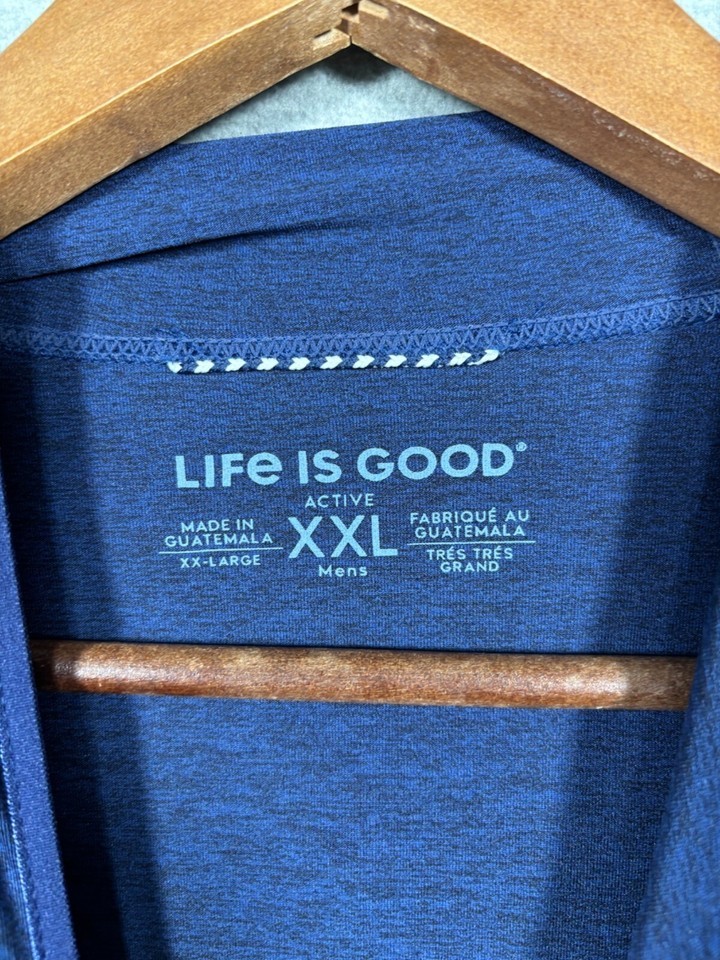 LIFe IS GOOD®
ACTIVE
MADE IN
GUATEMALA
XX-LARGE
XXL
Mens
FABRIQUÉ AU
GUATEMALA
TRÉS TRÉS
GRAND